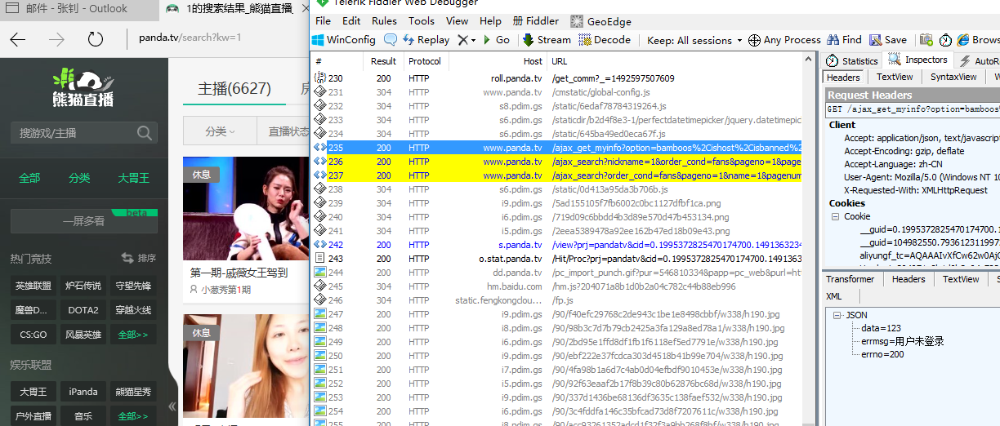 邮件 - 张钊 - Outlook
1的搜索结果_熊猫直播_
panda.tv/search?kw=1
熊猫直播
搜游戏/主播
全部 分类 大胃王
beta
一屏多看
热门竞技 排序
英雄联盟 炉石传说 守望先锋
魔兽D... DOTA2 穿越火线
CS:GO 风暴英雄 全部>>
娱乐联盟
大胃王 iPanda 熊猫星秀
户外直播 音乐 全部>>
主播(6627)
分类 直播状态
休息
第一期-戚薇女王驾到
小葱秀第1期
休息
Telerik Fiddler Web Debugger
File Edit Rules Tools View Help 册 Fiddler GeoEdge
WinConfig Replay Go Stream Decode Keep: All sessions Any Process Find Save Brows
# Result Protocol Host URL
230 200 HTTP roll.panda.tv /get_comm?_=1492597507609
231 304 HTTP www.panda.tv /cmstatic/global-config.js
232 304 HTTP s8.pdim.gs /static/6edaf78784319264.js
233 304 HTTP s6.pdim.gs /staticdir/b2d4f8e3-1/perfectdatetimepicker/jquery.datetimepic
234 304 HTTP s6.pdim.gs /static/645ba49ed0eca67f.js
235 200 HTTP www.panda.tv /ajax_get_myinfo?option=bamboos%2Cishost%2Cisbanned%2
236 200 HTTP www.panda.tv /ajax_search?nickname=1&order_cond=fans&pageno=1&page
237 200 HTTP www.panda.tv /ajax_search?order_cond=fans&pageno=1&name=1&pagenum
238 304 HTTP s6.pdim.gs /static/0d413a95da3b706b.js
239 304 HTTP i9.pdim.gs /5ad155105f7fb6002c0bc1127dfbf1ca.png
240 304 HTTP i6.pdim.gs /719d09c6bbdd4b3d89e570d47b453134.png
241 304 HTTP i5.pdim.gs /2eea5389478a92ee162b47ed18b09e43.png
242 200 HTTP s.panda.tv /view?prj=pandatv&cid=0.1995372825470174700.1491363234
243 200 HTTP o.stat.panda.tv /Hit/Proc?prj=pandatv&cid=0.1995372825470174700.149136
244 200 HTTP dd.panda.tv /pc_import_punch.gif?pur=546810334&papp=pc_web&purl=ht
245 304 HTTP hm.baidu.com /hm.js?204071a8b1d0b2a04c782c44b88eb996
246 304 HTTP static.fengkongclou... /fp.js
247 200 HTTP i9.pdim.gs /90/f40efc29768c2de943c1be1e8498cbbf/w338/h190.jpg
248 200 HTTP i8.pdim.gs /90/98b3c7d7b79cb2425a3fa129a8ed78a1/w338/h190.jpg
249 200 HTTP i6.pdim.gs /90/2bd95e1ffd8df1fb1f6118ef5ed7791e/w338/h190.jpg
250 200 HTTP i9.pdim.gs /90/ebf222e37fcdca303d4518b41b99e704/w338/h190.jpg
251 200 HTTP i7.pdim.gs /90/4fa98b1a6d7c4ab0d04efbdf9010453e/w338/h190.jpg
252 200 HTTP i5.pdim.gs /90/92f63eaaf2b17f8b39c80b62876bc68d/w338/h190.jpg
253 200 HTTP i5.pdim.gs /90/337d1436be68136df3635c138faef532/w338/h190.jpg
254 200 HTTP i6.pdim.gs /90/3c4fddfa146c35bfcad73d8f7207611c/w338/h190.jpg
255 200 HTTP i8.pdim.gs
Statistics Inspectors AutoR
Headers TextView SyntaxView W
Request Headers
GET /ajax_get_myinfo?option=bamboos
Client
Accept: application/json, text/javascript
Accept-Encoding: gzip, deflate
Accept-Language: zh-CN
User-Agent: Mozilla/5.0 (Windows NT 10
X-Requested-With: XMLHttpRequest
Cookies
Cookie
__guid=0.1995372825470174700.
__guid=104982550.793612311997
aliyungf_tc=AQAAAIvXfCw62w0AjC
Transformer Headers TextView S
XML
JSON
data=123
errmsg=用户未登录
errno=200